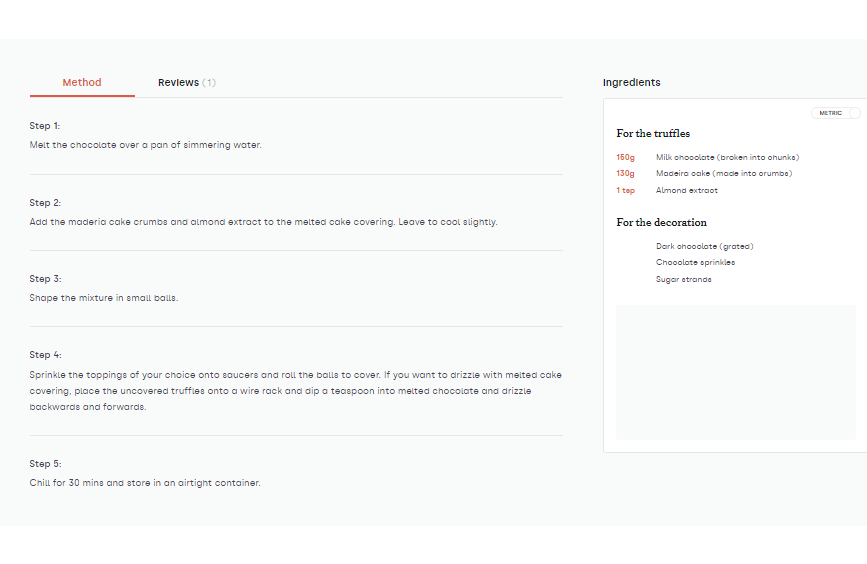 Method
Reviews (1)
Step 1:
Melt the chocolate over a pan of simmering water.
Step 2:
Add the maderia cake crumbs and almond extract to the melted cake covering. Leave to cool slightly.
Step 3:
Shape the mixture in small balls.
Step 4:
Sprinkle the toppings of your choice onto saucers and roll the balls to cover. If you want to drizzle with melted cake
covering, place the uncovered truffles onto a wire rack and dip a teaspoon into melted chocolate and drizzle
backwards and forwards.
Step 5:
Chill for 30 mins and store in an airtight container.
Ingredients
METRIC
For the truffles
150g Milk chocolate (broken into chunks)
130g Madeira cake (made into crumbs)
1 tsp Almond extract
For the decoration
Dark chocolate (grated)
Chocolate sprinkles
Sugar strands